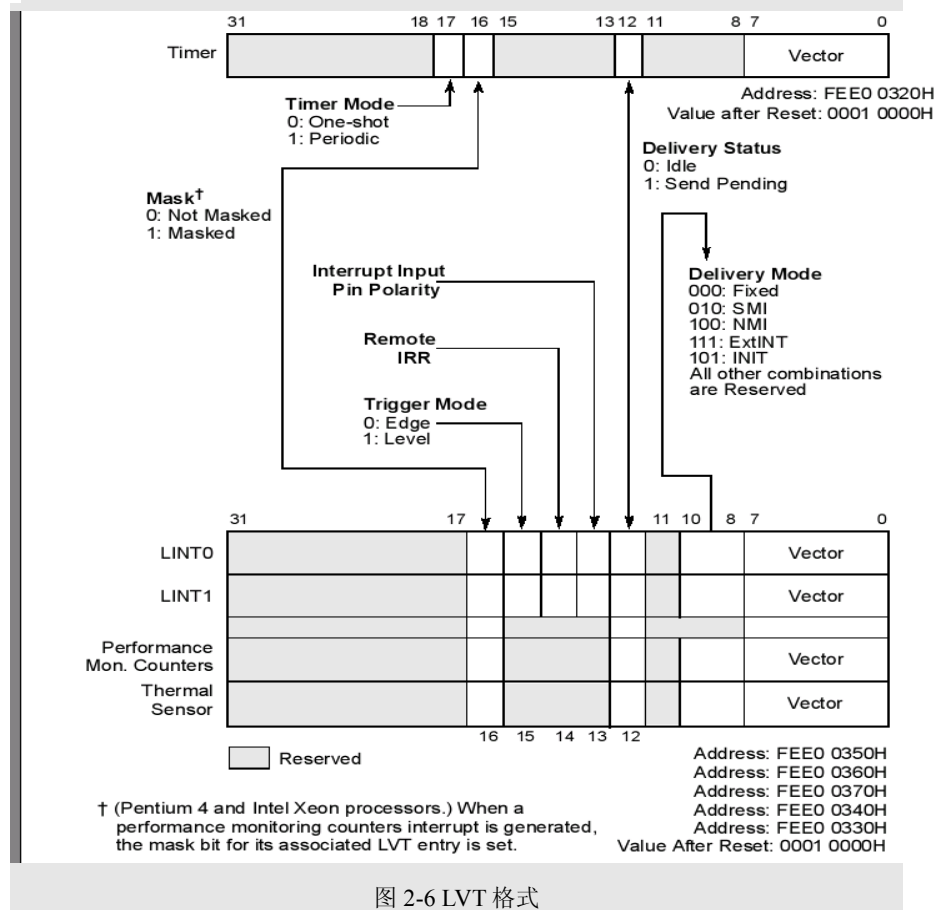 31 18 17 16 15 13 12 11 8 7 0
Timer
Vector
Address: FEE0 0320H
Value after Reset: 0001 0000H
Timer Mode
0: One-shot
1: Periodic
Delivery Status
0: Idle
1: Send Pending
Mask†
0: Not Masked
1: Masked
Interrupt Input
Pin Polarity
Delivery Mode
000: Fixed
010: SMI
100: NMI
111: ExtINT
101: INIT
All other combinations
are Reserved
Remote
IRR
Trigger Mode
0: Edge
1: Level
31 17 11 10 8 7 0
LINT0 Vector
LINT1 Vector
Performance
Mon. Counters
Vector
Thermal
Sensor
Vector
16 15 14 13 12
Reserved
Address: FEE0 0350H
Address: FEE0 0360H
Address: FEE0 0370H
Address: FEE0 0340H
Address: FEE0 0330H
Value After Reset: 0001 0000H
† (Pentium 4 and Intel Xeon processors.) When a
performance monitoring counters interrupt is generated,
the mask bit for its associated LVT entry is set.
图 2-6 LVT 格式